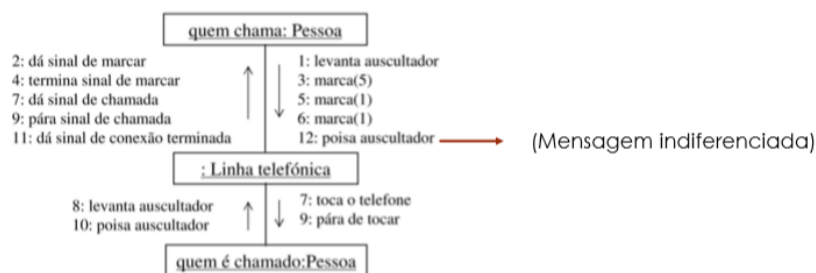 quem chama: Pessoa
2: dá sinal de marcar
4: termina sinal de marcar
7: dá sinal de chamada
9: pára sinal de chamada
11: dá sinal de conexão terminada
1: levanta auscultador
3: marca(5)
5: marca(1)
6: marca(1)
12: poisa auscultador
(Mensagem indiferenciada)
: Linha telefónica
8: levanta auscultador
10: poisa auscultador
7: toca o telefone
9: pára de tocar
quem é chamado:Pessoa